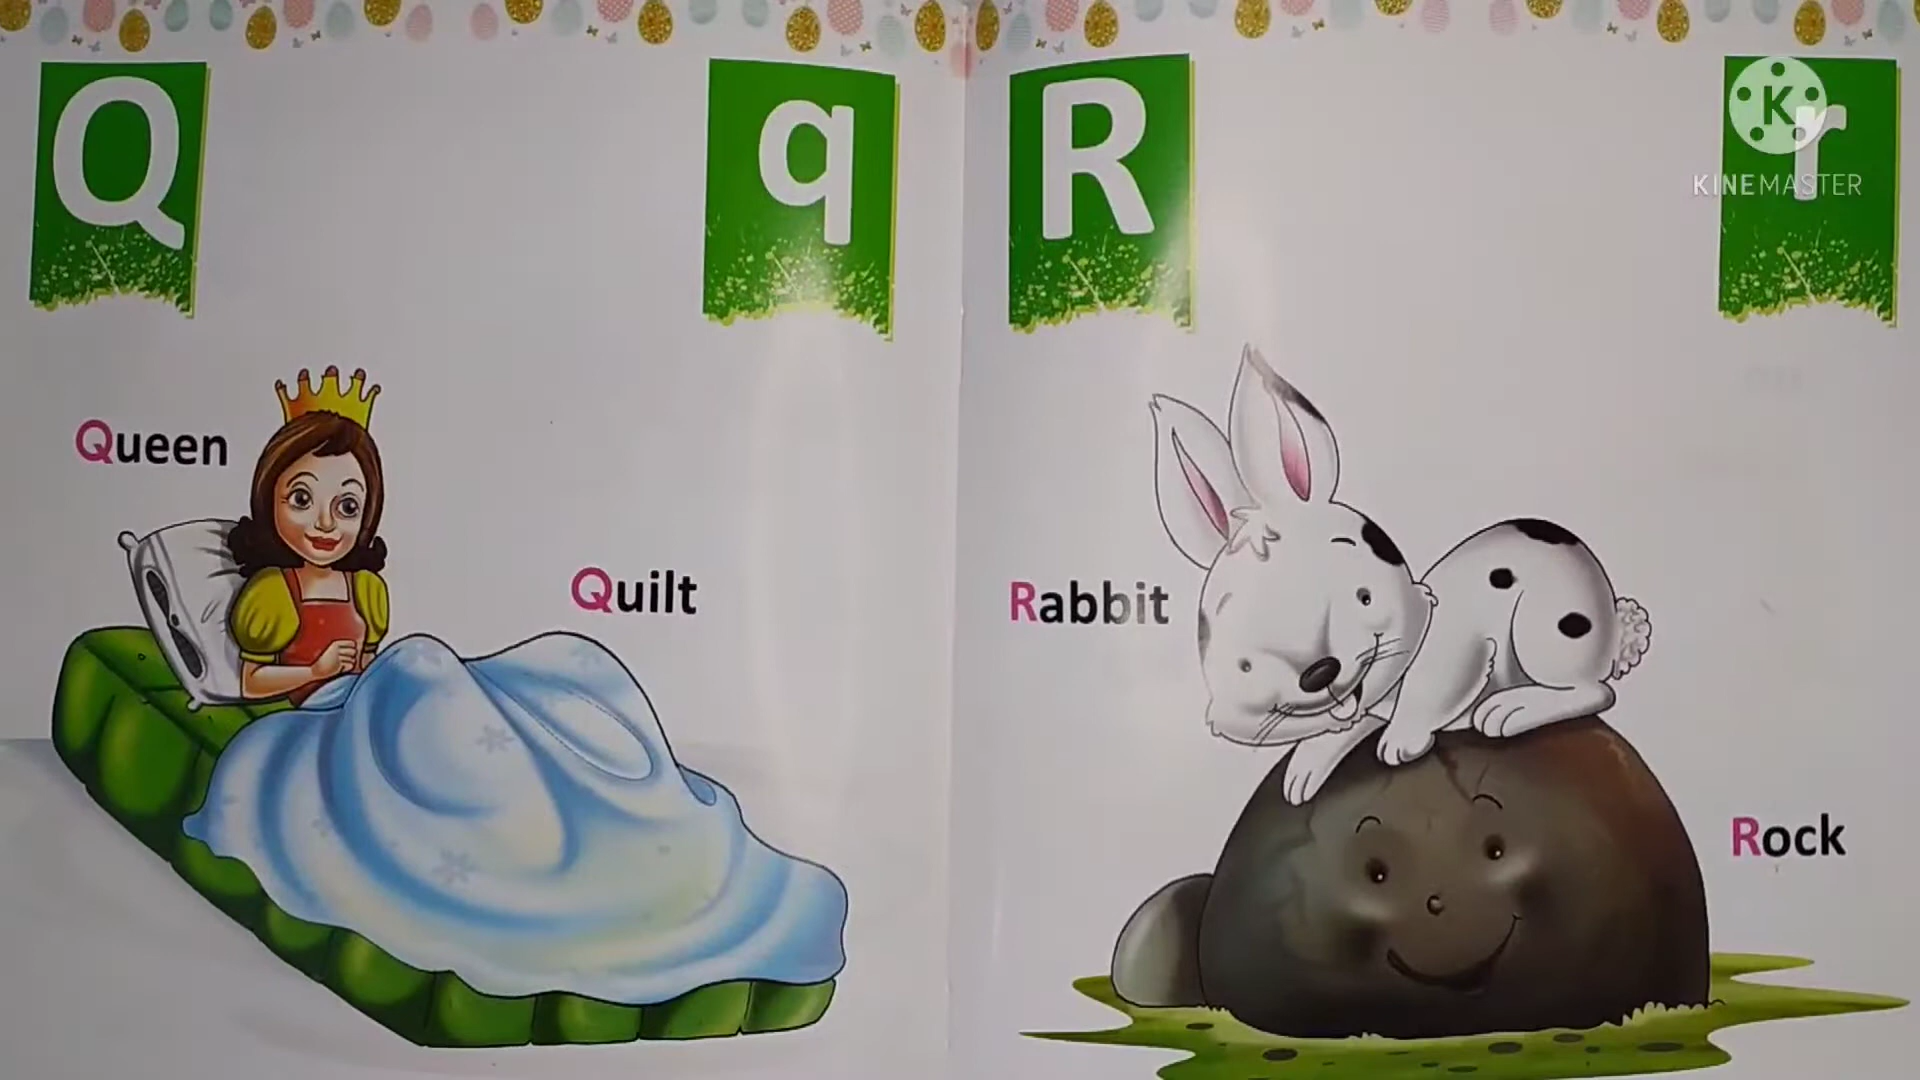 Q q
Queen
Quilt
R r
K
KINEMASTER
Rabbit
Rock